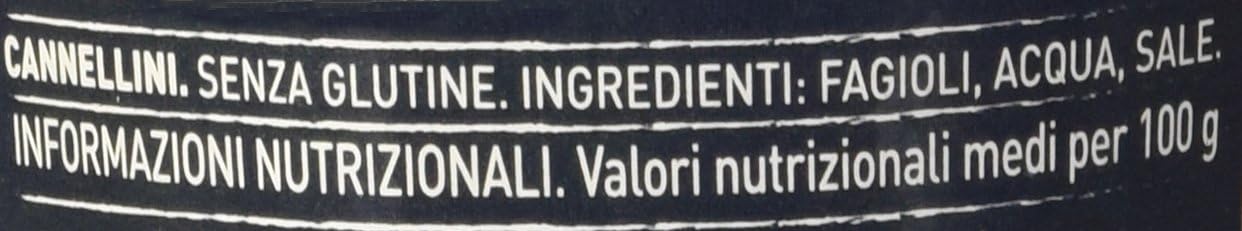 CANNELLINI. SENZA GLUTINE. INGREDIENTI: FAGIOLI, ACQUA, SALE.
INFORMAZIONI NUTRIZIONALI. Valori nutrizionali medi per 100 g